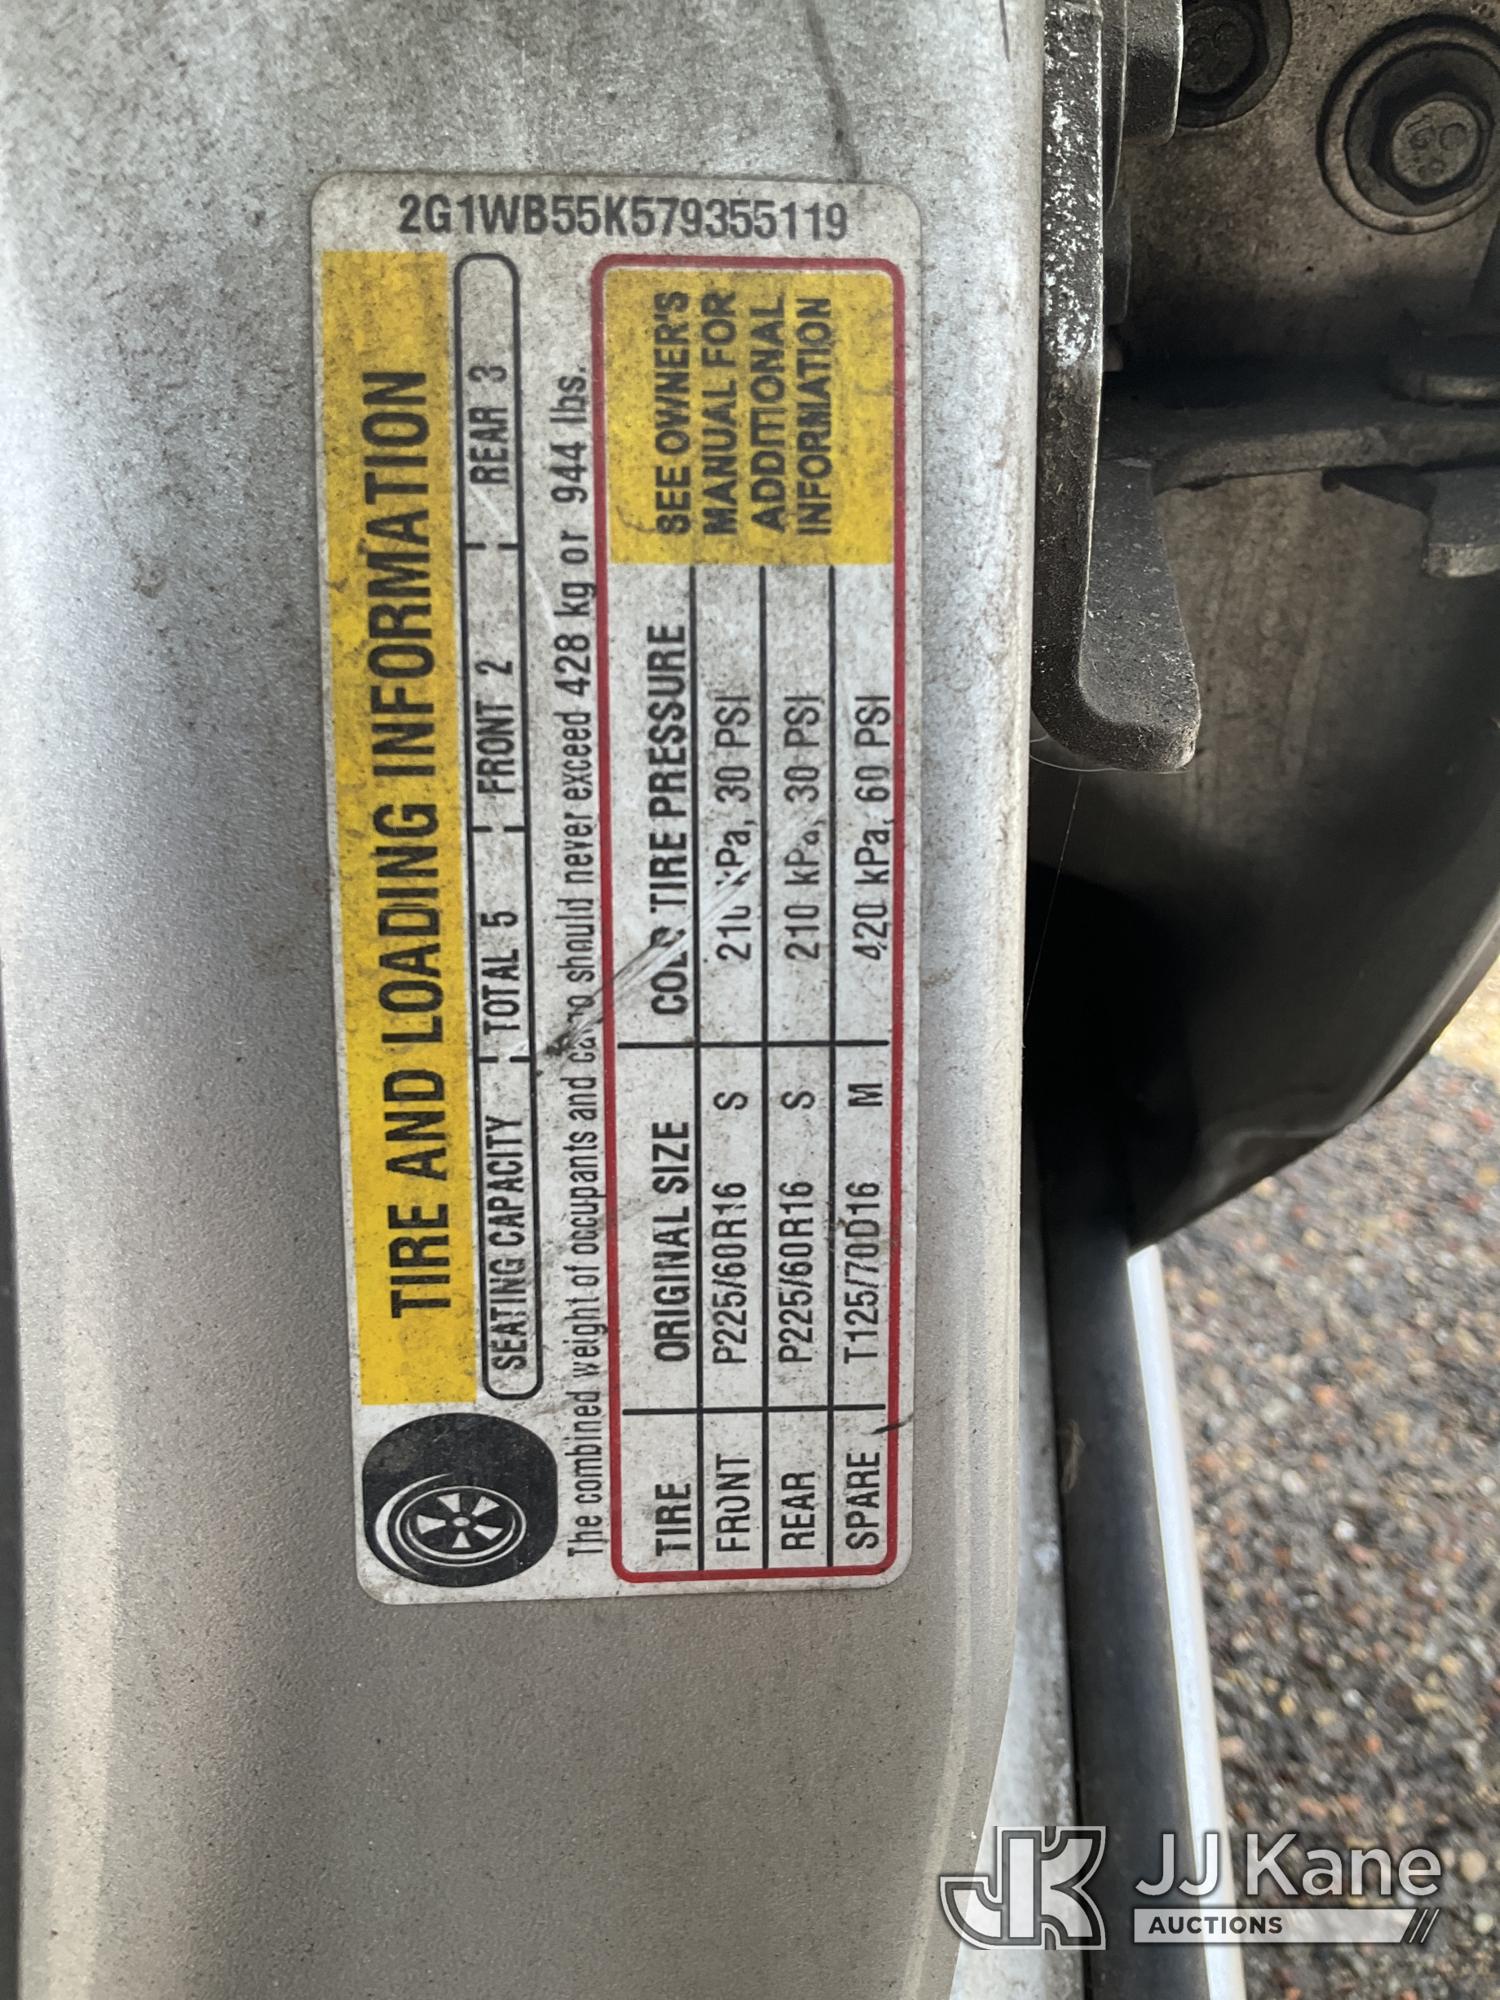 2G1WB55K579355119
TIRE AND LOADING INFORMATION
SEATING CAPACITY TOTAL 5 FRONT 2 REAR 3
The combined weight of occupants and cargo should never exceed 428 kg or 944 lbs.
TIRE ORIGINAL SIZE COLD TIRE PRESSURE
FRONT P225/60R16 S 210 kPa, 30 PSI
REAR P225/60R16 S 210 kPa, 30 PSI
SPARE T125/70D16 M 420 kPa, 60 PSI
SEE OWNER'S
MANUAL FOR
ADDITIONAL
INFORMATION
JK JJ Kane
AUCTIONS